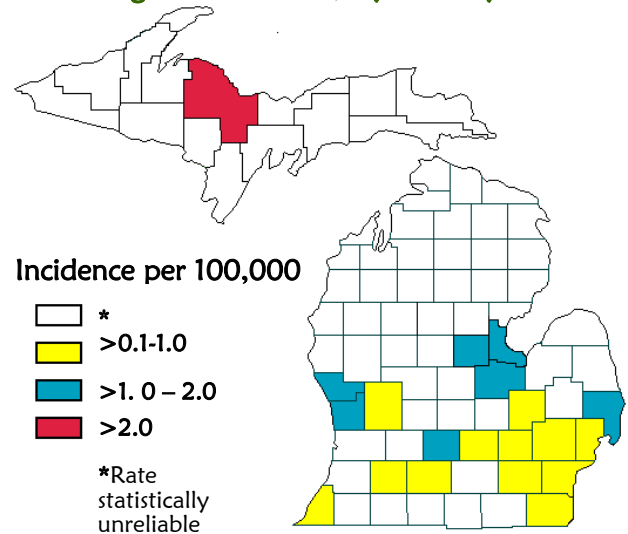 Incidence per 100,000
*
>0.1-1.0
>1. 0 – 2.0
>2.0
*Rate
statistically
unreliable